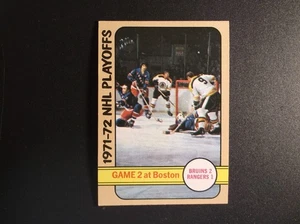 1971-72 NHL PLAYOFFS
GAME 2 at Boston
BRUINS 2
RANGERS 1